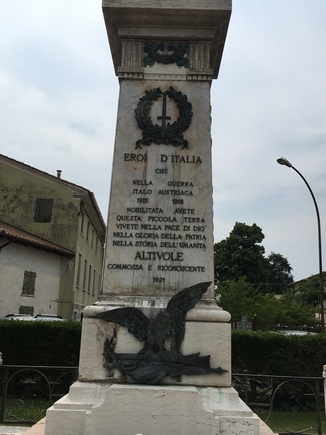 EROI D'ITALIA
CHE
NELLA GUERRA
ITALO AUSTRIACA
1915 1918
NOBILITATA AVETE
QUESTA PICCOLA TERRA
VIVETE NELLA PACE DI DIO
NELLA GLORIA DELLA PATRIA
NELLA STORIA DELL'UMANITA
ALTIVOLE
COMMOSSA E RICONOSCENTE
1921